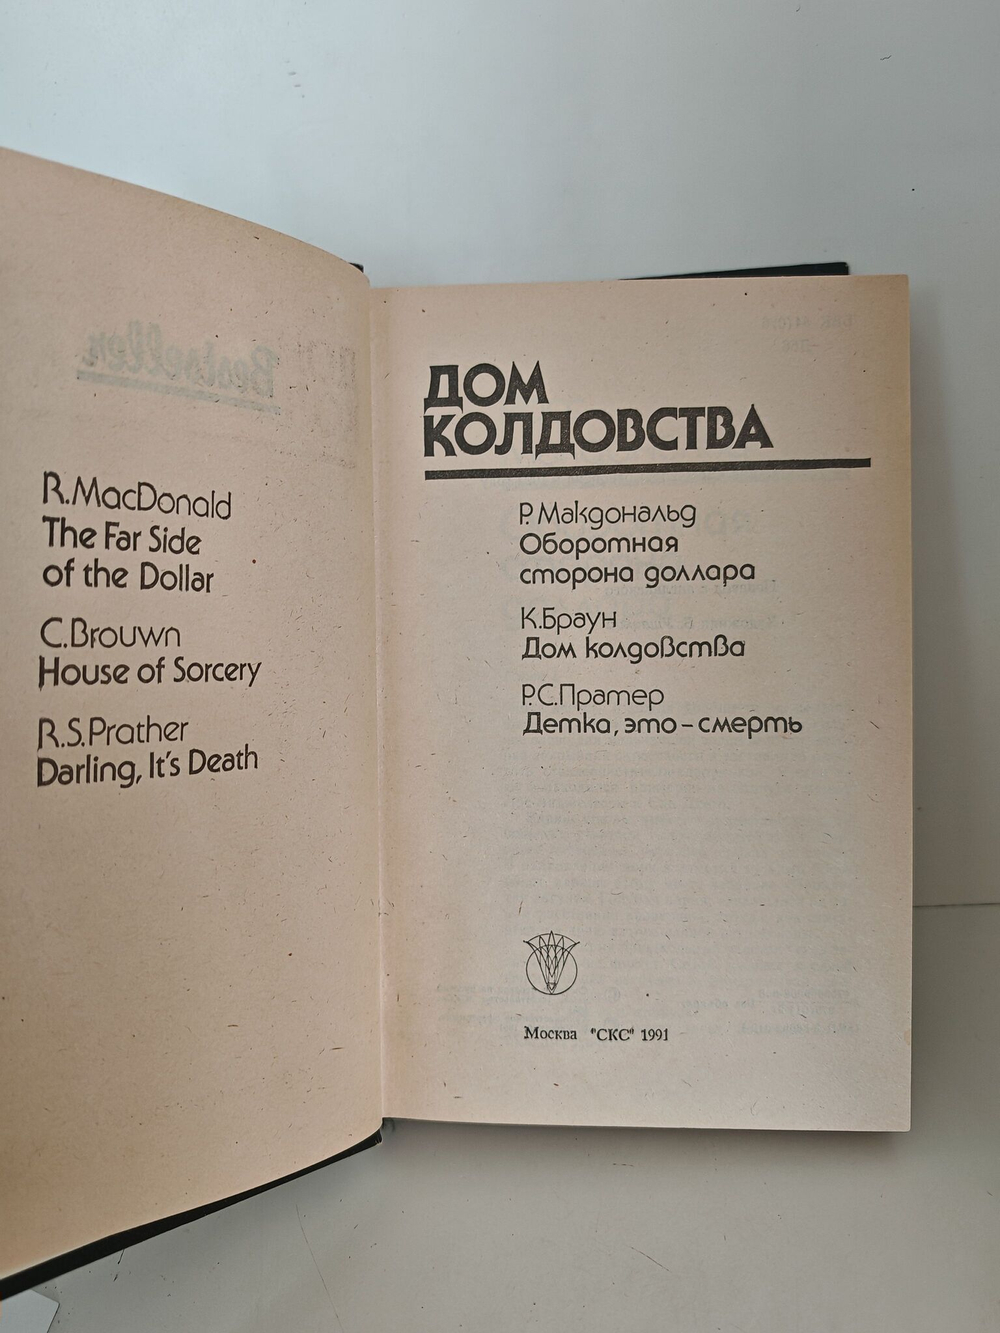 Bestseller
R.MacDonald
The Far Side
of the Dollar
C.Brouwn
House of Sorcery
R.S.Prather
Darling, It's Death
ДОМ
КОЛДОВСТВА
Р.Макдональд
Оборотная
сторона доллара
К.Браун
Дом колдовства
Р.С.Пратер
Детка, это – смерть
Москва "СКС" 1991